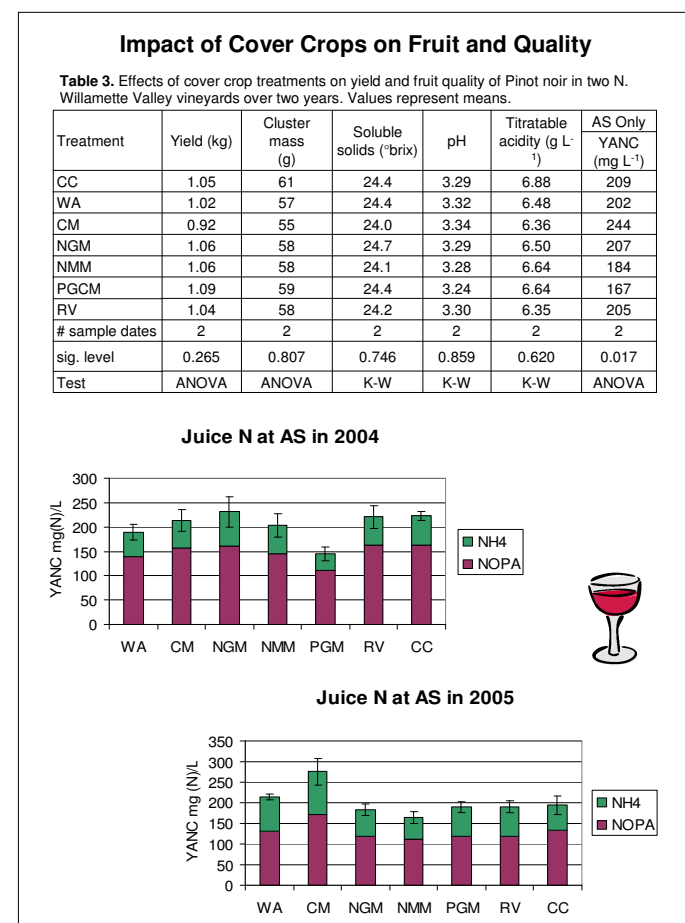 Impact of Cover Crops on Fruit and Quality
Table 3. Effects of cover crop treatments on yield and fruit quality of Pinot noir in two N.
Willamette Valley vineyards over two years. Values represent means.
Treatment Yield (kg) Cluster mass (g) Soluble solids (°brix) pH Titratable acidity (g L-1) AS Only YANC (mg L-1)
CC 1.05 61 24.4 3.29 6.88 209
WA 1.02 57 24.4 3.32 6.48 202
CM 0.92 55 24.0 3.34 6.36 244
NGM 1.06 58 24.7 3.29 6.50 207
NMM 1.06 58 24.1 3.28 6.64 184
PGCM 1.09 59 24.4 3.24 6.64 167
RV 1.04 58 24.2 3.30 6.35 205
# sample dates 2 2 2 2 2 2
sig. level 0.265 0.807 0.746 0.859 0.620 0.017
Test ANOVA ANOVA K-W K-W K-W ANOVA
Juice N at AS in 2004
YANC mg(N)/L
300
250
200
150
100
50
0
WA CM NGM NMM PGM RV CC
NH4
NOPA
Juice N at AS in 2005
YANC mg (N)/L
350
300
250
200
150
100
50
0
WA CM NGM NMM PGM RV CC
NH4
NOPA